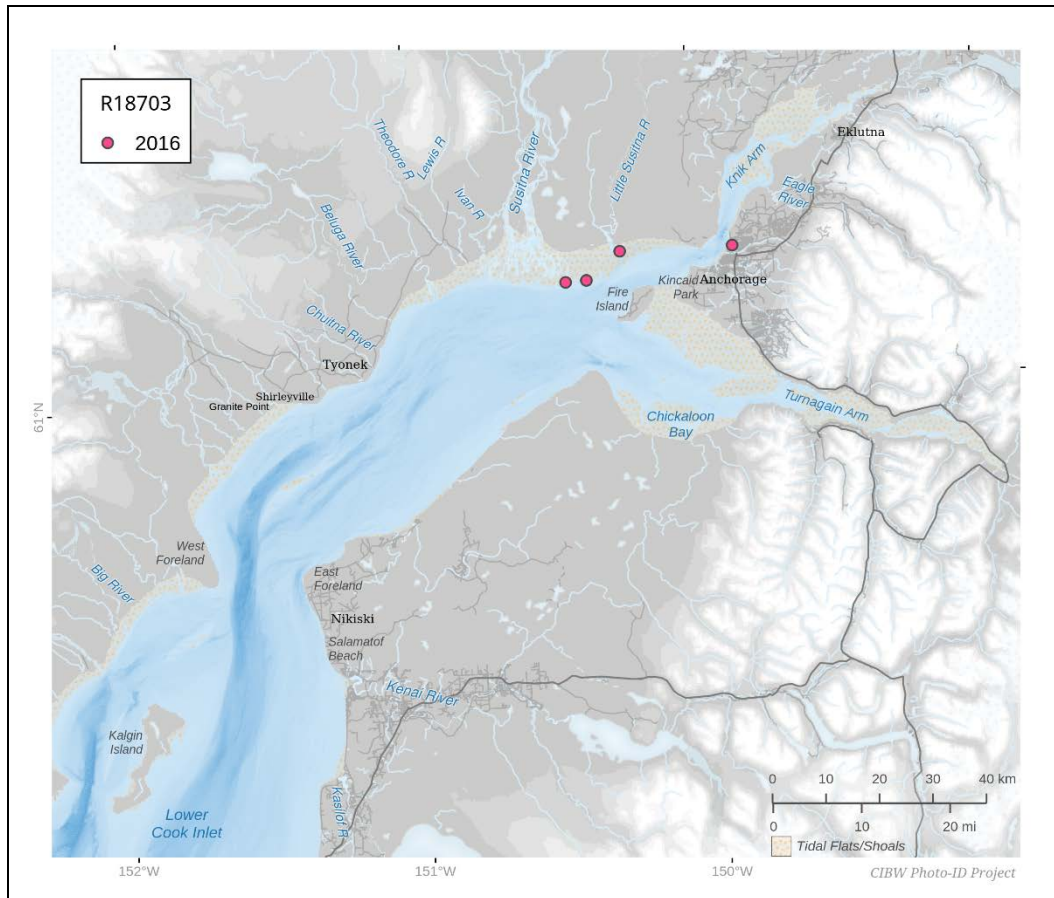 R18703
2016
Theodore R
Lewis R
Ivan R
Susitna River
Little Susitna R
Knik Arm
Eklutna
Eagle
River
Beluga River
Chuitna River
Tyonek
Shirleyville
Granite Point
Fire
Island
Kincaid
Park
Anchorage
Chickaloon
Bay
Turnagain Arm
61°N
West
Foreland
Big River
East
Foreland
Nikiski
Salamatof
Beach
Kenai River
Kalgin
Island
Lower
Cook Inlet
Kasilof R
0 10 20 30 40 km
0 10 20 mi
Tidal Flats/Shoals
152°W
151°W
150°W
CIBW Photo-ID Project